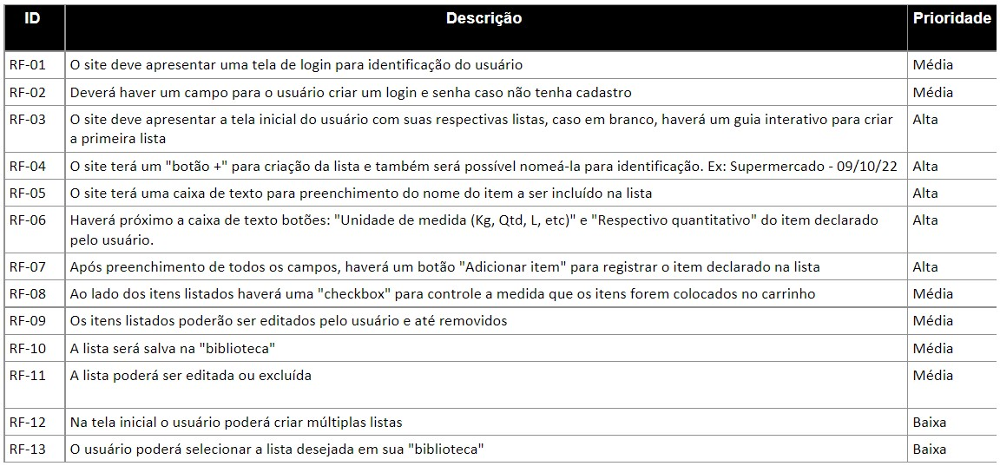 ID Descrição Prioridade
RF-01 O site deve apresentar uma tela de login para identificação do usuário Média
RF-02 Deverá haver um campo para o usuário criar um login e senha caso não tenha cadastro Média
RF-03 O site deve apresentar a tela inicial do usuário com suas respectivas listas, caso em branco, haverá um guia interativo para criar Alta
a primeira lista
RF-04 O site terá um "botão +" para criação da lista e também será possível nomeá-la para identificação. Ex: Supermercado - 09/10/22 Alta
RF-05 O site terá uma caixa de texto para preenchimento do nome do item a ser incluído na lista Alta
RF-06 Haverá próximo a caixa de texto botões: "Unidade de medida (Kg, Qtd, L, etc)" e "Respectivo quantitativo" do item declarado Alta
pelo usuário.
RF-07 Após preenchimento de todos os campos, haverá um botão "Adicionar item" para registrar o item declarado na lista Alta
RF-08 Ao lado dos itens listados haverá uma "checkbox" para controle a medida que os itens forem colocados no carrinho Média
RF-09 Os itens listados poderão ser editados pelo usuário e até removidos Média
RF-10 A lista será salva na "biblioteca" Média
RF-11 A lista poderá ser editada ou excluída Média
RF-12 Na tela inicial o usuário poderá criar múltiplas listas Baixa
RF-13 O usuário poderá selecionar a lista desejada em sua "biblioteca" Baixa